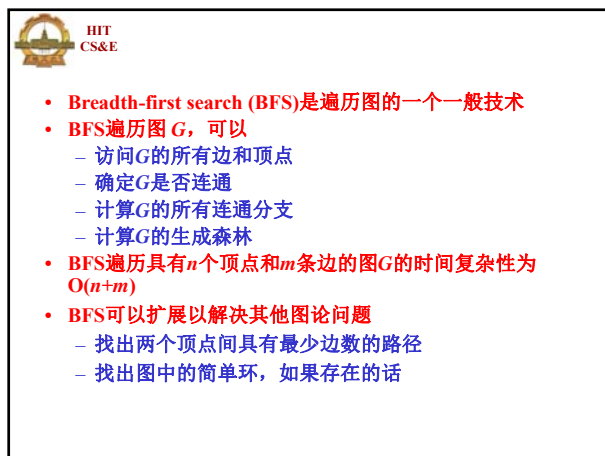 HIT
CS&E
• Breadth-first search (BFS)是遍历图的一个一般技术
• BFS遍历图 G，可以
– 访问G的所有边和顶点
– 确定G是否连通
– 计算G的所有连通分支
– 计算G的生成森林
• BFS遍历具有n个顶点和m条边的图G的时间复杂性为
O(n+m)
• BFS可以扩展以解决其他图论问题
– 找出两个顶点间具有最少边数的路径
– 找出图中的简单环，如果存在的话